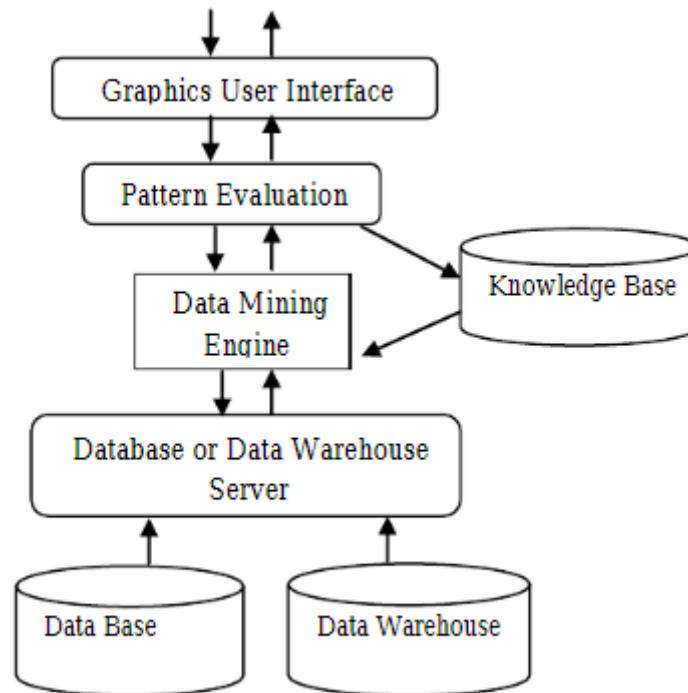 Graphics User Interface
Pattern Evaluation
Knowledge Base
Data Mining
Engine
Database or Data Warehouse
Server
Data Base
Data Warehouse